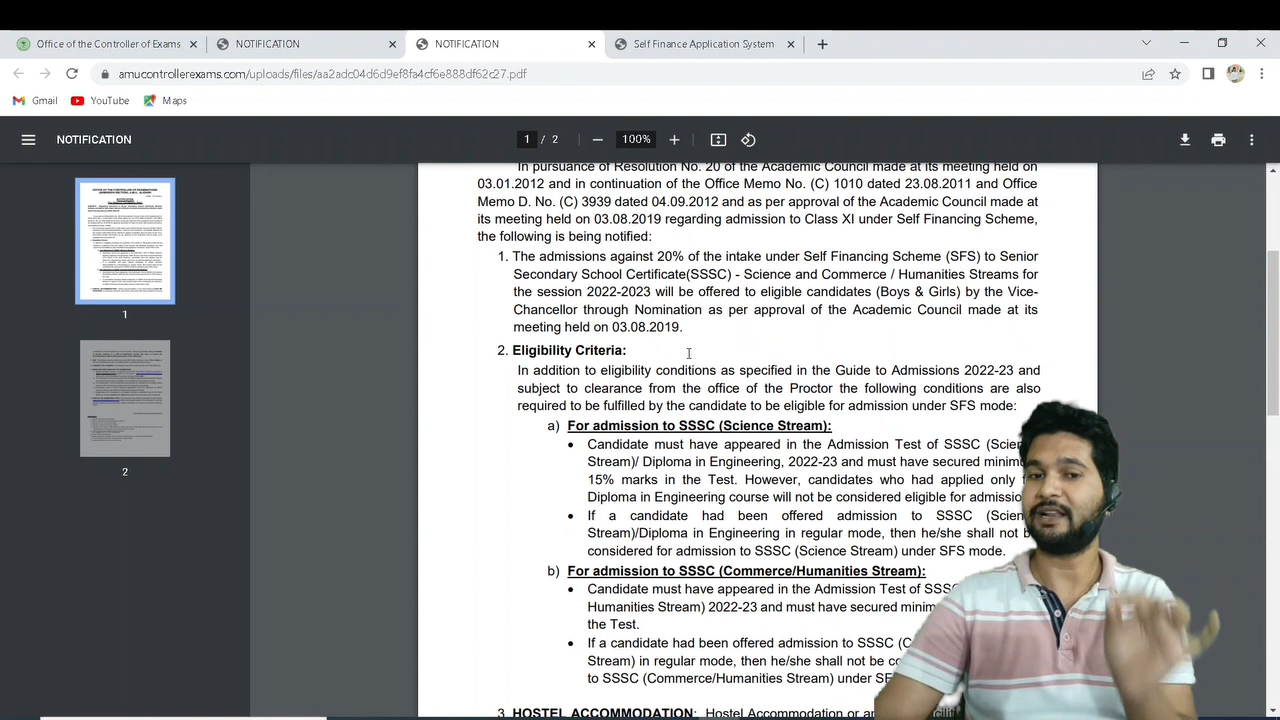 Office of the Controller of Exams
NOTIFICATION
NOTIFICATION
Self Finance Application System
amucontrollerexams.com/uploads/files/aa2adc04d6d9ef8fa4cf6e888df62c27.pdf
Gmail
YouTube
Maps
NOTIFICATION
1 / 2
100%
1
2
In pursuance of Resolution No. 20 of the Academic Council made at its meeting held on
03.01.2012 and in continuation of the Office Memo No. (C) 1910 dated 23.08.2011 and Office
Memo D. No. (C) 1939 dated 04.09.2012 and as per approval of the Academic Council made at
its meeting held on 03.08.2019 regarding admission to Class XI under Self Financing Scheme,
the following is being notified:
1. The admissions against 20% of the intake under Self Financing Scheme (SFS) to Senior
Secondary School Certificate(SSSC) - Science and Commerce / Humanities Streams for
the session 2022-2023 will be offered to eligible candidates (Boys & Girls) by the Vice-
Chancellor through Nomination as per approval of the Academic Council made at its
meeting held on 03.08.2019.
2. Eligibility Criteria:
In addition to eligibility conditions as specified in Guide to Admissions 2022-23 and
subject to clearance from the office of the Proctor the following conditions are also
required to be fulfilled by the candidate to be eligible for admission under SFS mode:
a) For admission to SSSC (Science Stream):
• Candidate must have appeared in the Admission Test of SSSC (Scien
Stream)/ Diploma in Engineering, 2022-23 and must have secured minimu
15% marks in the Test. However, candidates who had applied only
Diploma in Engineering course will not be considered eligible for admissio
• If a candidate had been offered admission to SSSC (Scien
Stream)/Diploma in Engineering in regular mode, then he/she shall not b
considered for admission to SSSC (Science Stream) under SFS mode.
b) For admission to SSSC (Commerce/Humanities Stream):
• Candidate must have appeared in the Admission Test of SSS
Humanities Stream) 2022-23 and must have secured minim
the Test.
• If a candidate had been offered admission to SSSC (C
Stream) in regular mode, then he/she shall not be co
to SSSC (Commerce/Humanities Stream) under SF
3. HOSTEL ACCOMMODATION: Hostel Accommodation or an